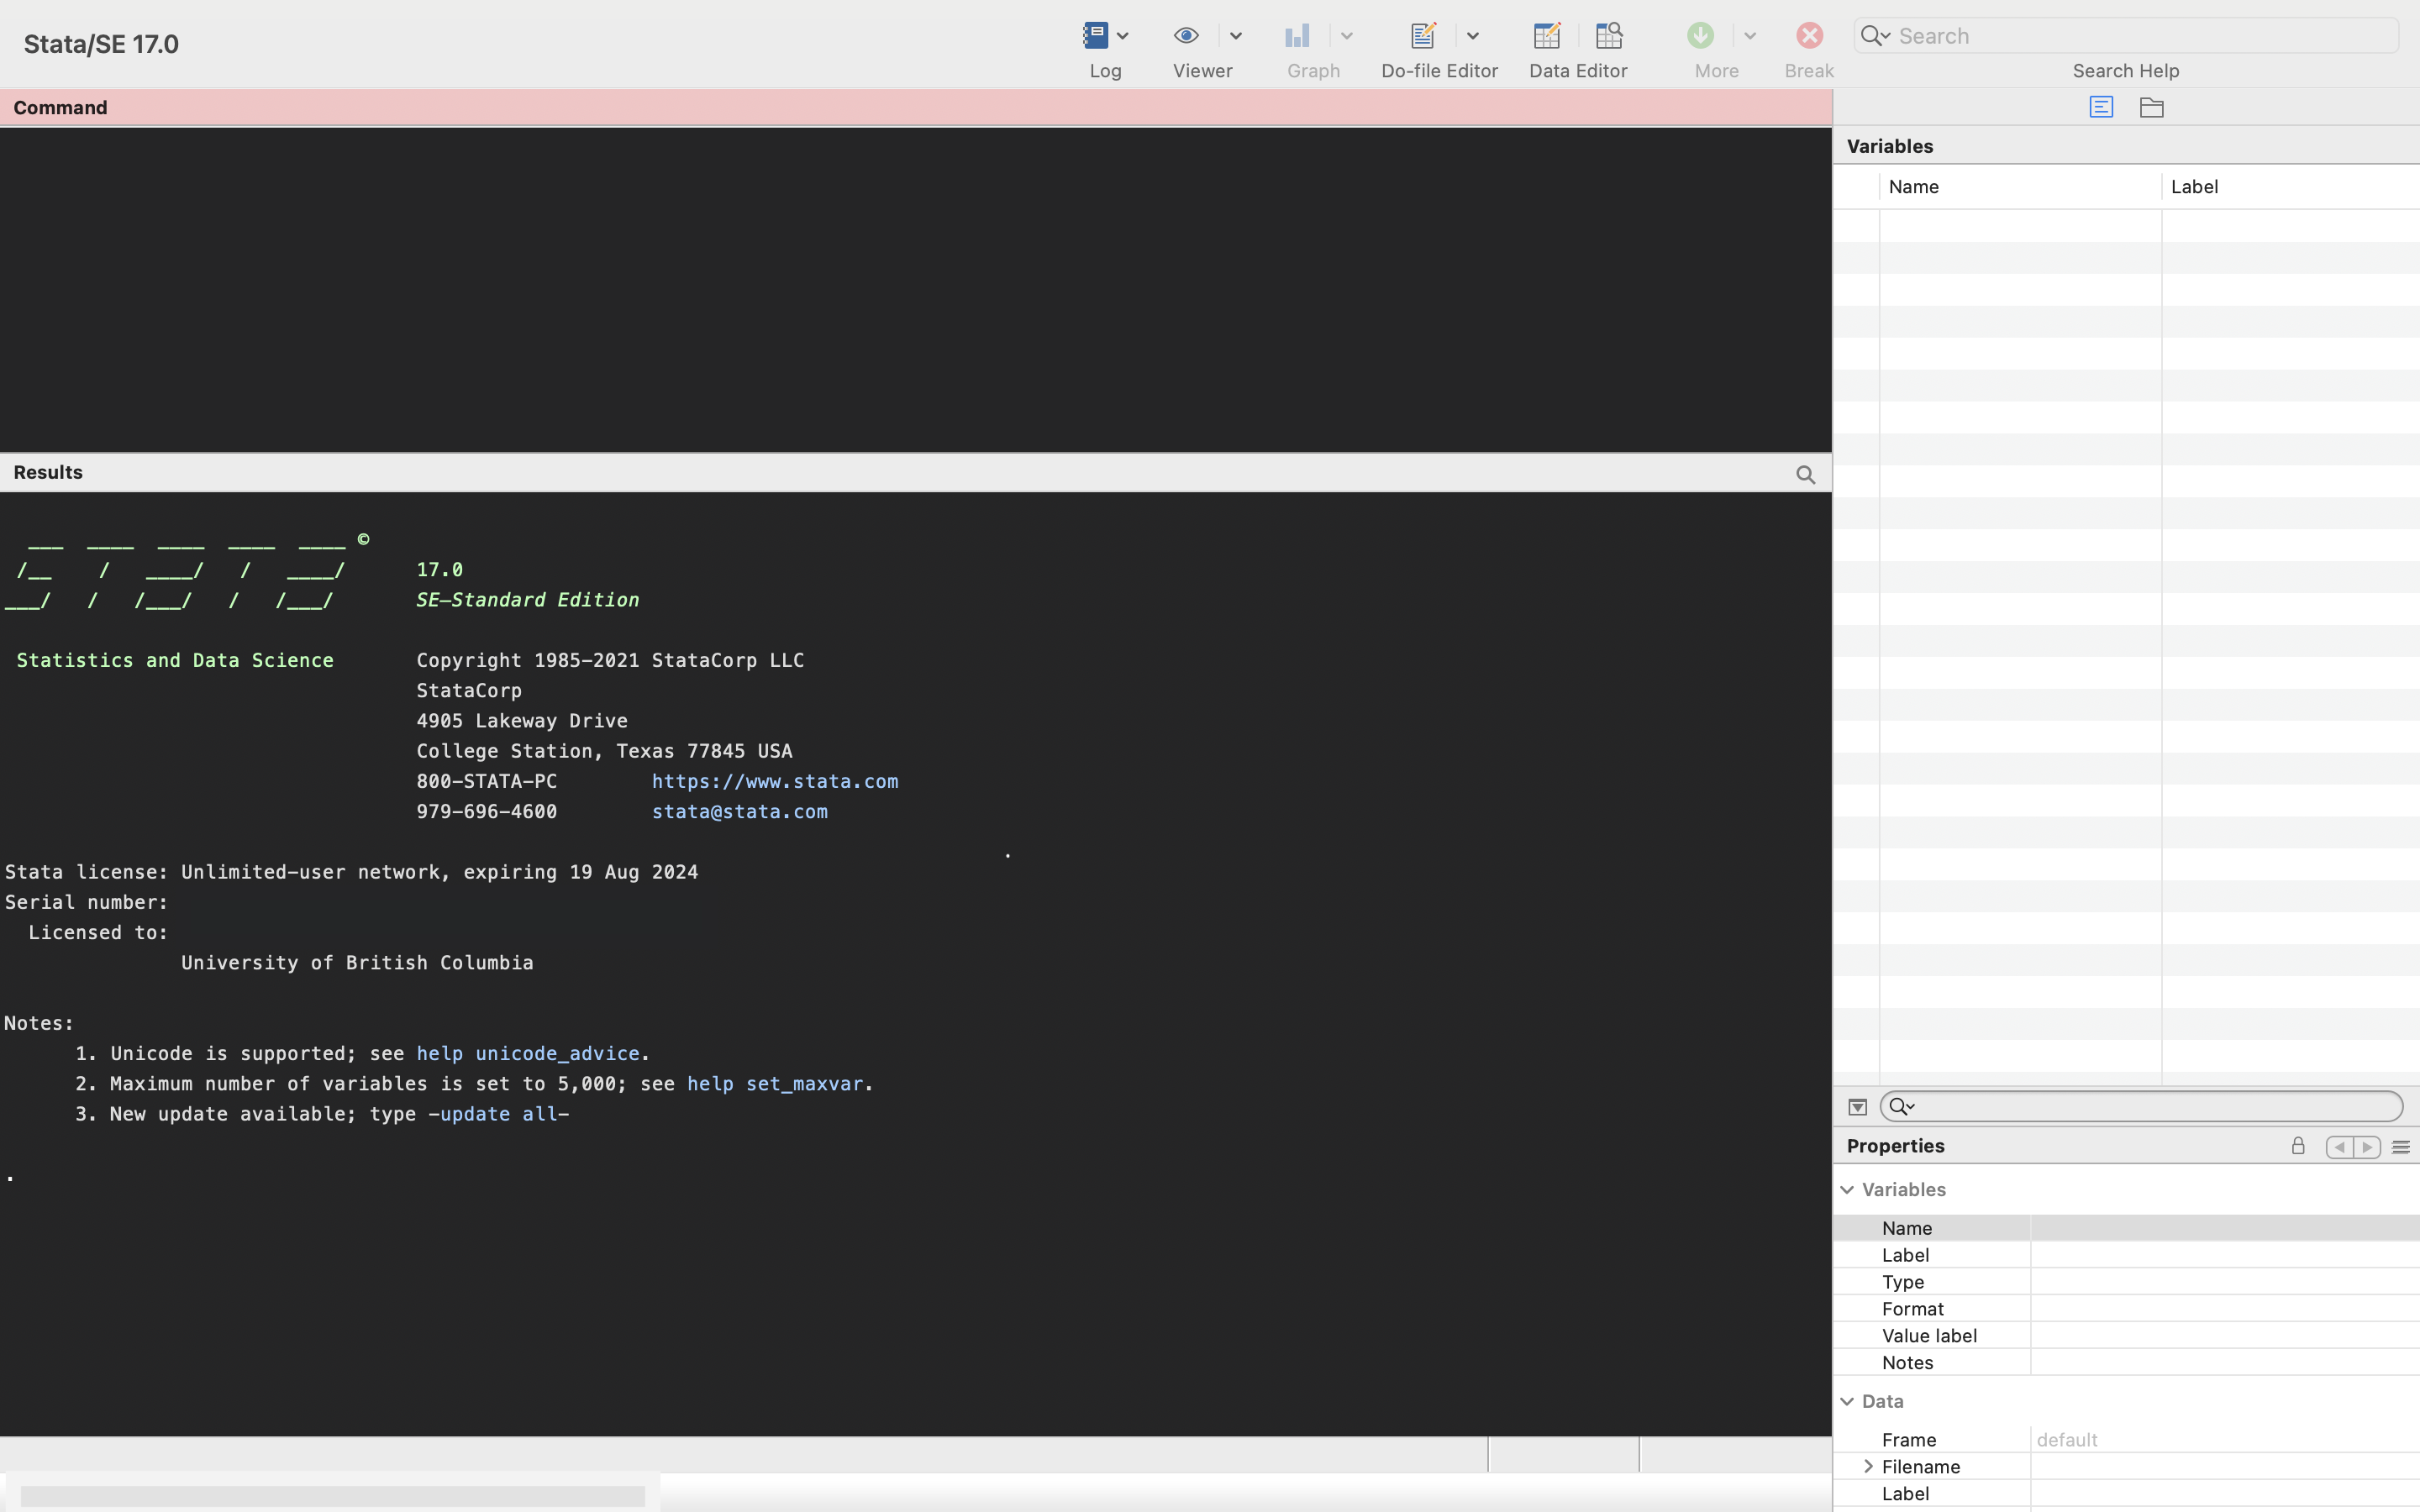 Stata/SE 17.0
Log
Viewer
Graph
Do-file Editor
Data Editor
More
Break
Search
Search Help
Command
Results
___  ____  ____  ____  ____ ©
/__    /   ____/   /   ____/      17.0
___/   /   /___/   /   /___/       SE—Standard Edition
Statistics and Data Science       Copyright 1985-2021 StataCorp LLC
StataCorp
4905 Lakeway Drive
College Station, Texas 77845 USA
800-STATA-PC        https://www.stata.com
979-696-4600        stata@stata.com
Stata license: Unlimited-user network, expiring 19 Aug 2024
Serial number:
Licensed to:
University of British Columbia
Notes:
1. Unicode is supported; see help unicode_advice.
2. Maximum number of variables is set to 5,000; see help set_maxvar.
3. New update available; type -update all-
.
Variables
Name    Label
Properties
Variables
Name
Label
Type
Format
Value label
Notes
Data
Frame    default
Filename
Label